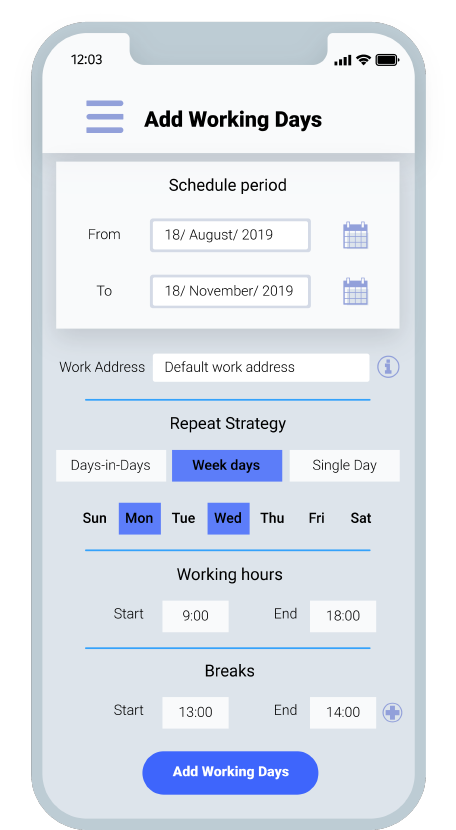 12:03
Add Working Days
Schedule period
From 18/ August/ 2019
To 18/ November/ 2019
Work Address Default work address
Repeat Strategy
Days-in-Days Week days Single Day
Sun Mon Tue Wed Thu Fri Sat
Working hours
Start 9:00 End 18:00
Breaks
Start 13:00 End 14:00
Add Working Days